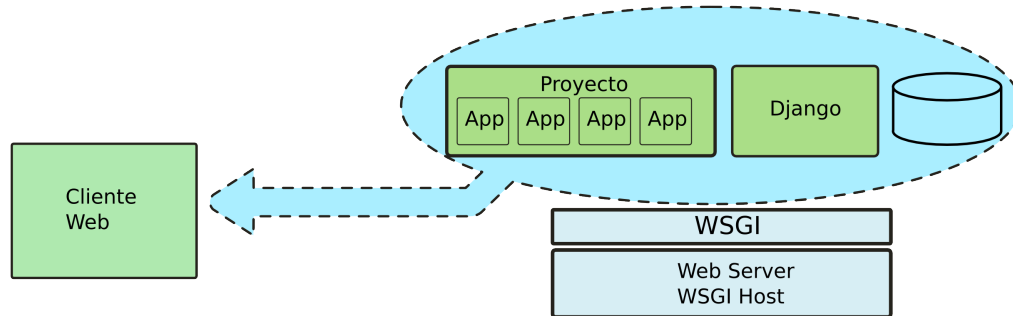 Proyecto
App App App App
Django
Cliente
Web
WSGI
Web Server
WSGI Host